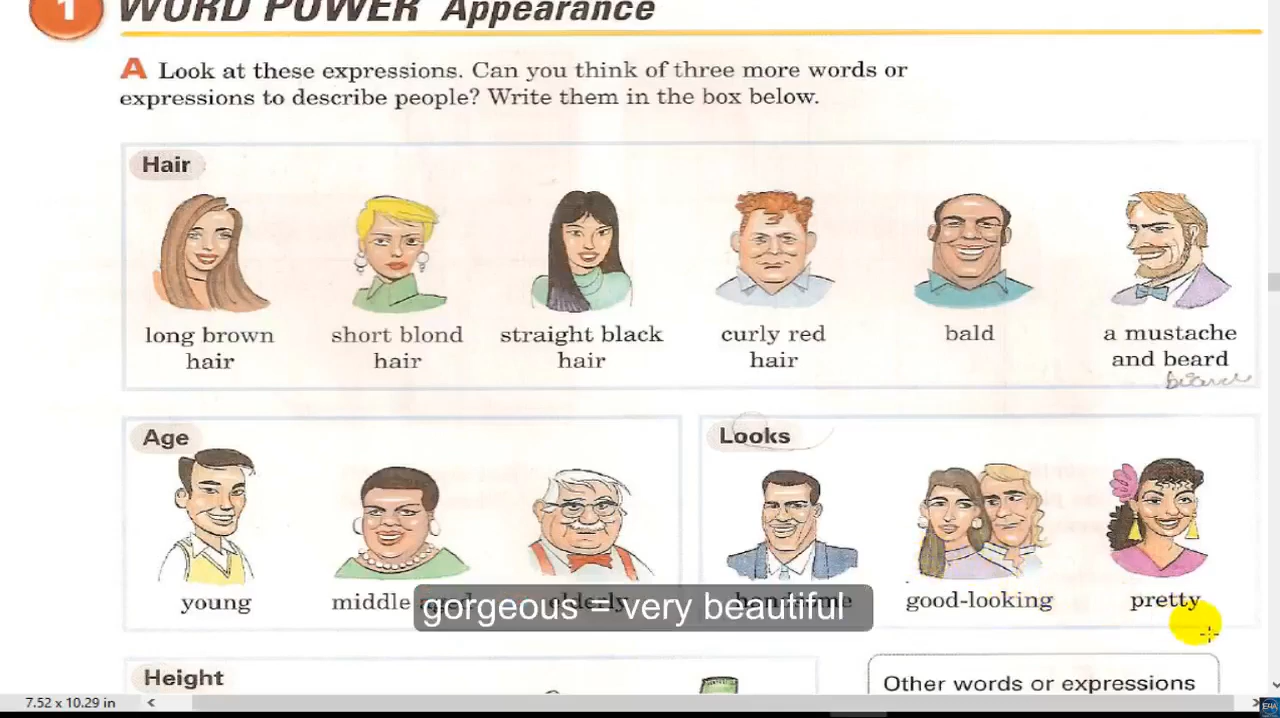 1 WORD POWER Appearance
A Look at these expressions. Can you think of three more words or
expressions to describe people? Write them in the box below.
Hair
long brown
hair
short blond
hair
straight black
hair
curly red
hair
bald
a mustache
and beard
Age
young
middle
elderly
Looks
handsome
good-looking
pretty
gorgeous = very beautiful
Height
Other words or expressions
7.52 x 10.29 in